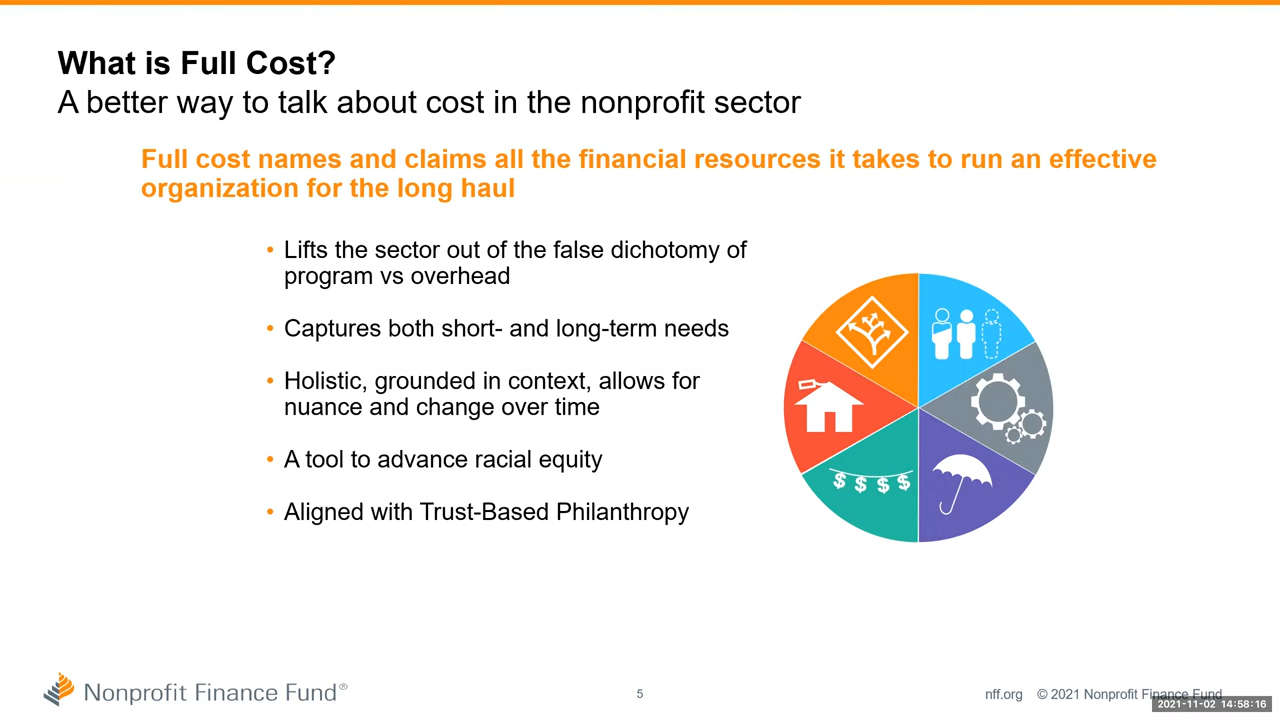 What is Full Cost?
A better way to talk about cost in the nonprofit sector
Full cost names and claims all the financial resources it takes to run an effective
organization for the long haul
• Lifts the sector out of the false dichotomy of
program vs overhead
• Captures both short- and long-term needs
• Holistic, grounded in context, allows for
nuance and change over time
• A tool to advance racial equity
• Aligned with Trust-Based Philanthropy
$ $ $ $
Nonprofit Finance Fund®
5
nff.org © 2021 Nonprofit Finance Fund
2021-11-02 14:58:16